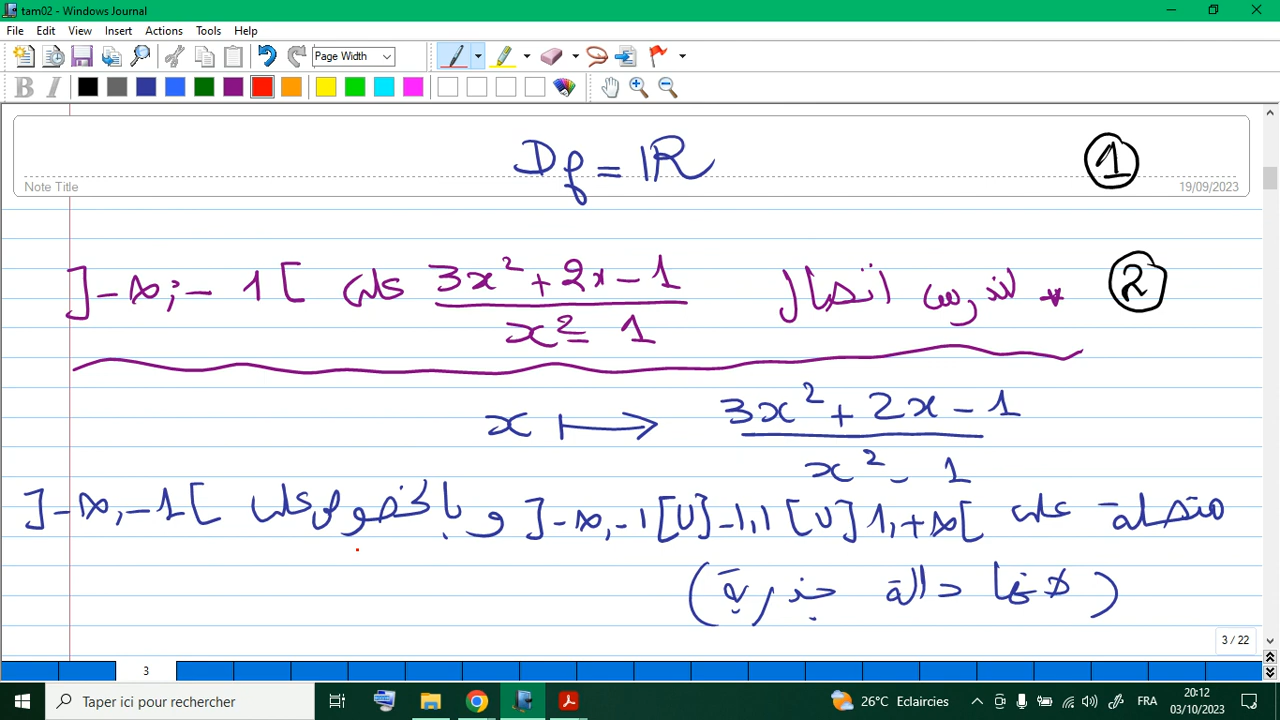 tam02 - Windows Journal
File Edit View Insert Actions Tools Help
Page Width
Df = ℝ ①
Note Title 19/09/2023
② * لندرس اتصال (3x² + 2x - 1)/(x² - 1) على ]-∞ ; -1[
x ⟼ (3x² + 2x - 1)/(x² - 1)
متصلة على ]-∞, -1[ U ]-1, 1[ U ]1, +∞[ و بالخصوص على ]-∞, -1[
(لأنها دالة جذرية)
3 / 22
3
Taper ici pour rechercher
26°C Eclaircies
FRA
20:12
03/10/2023